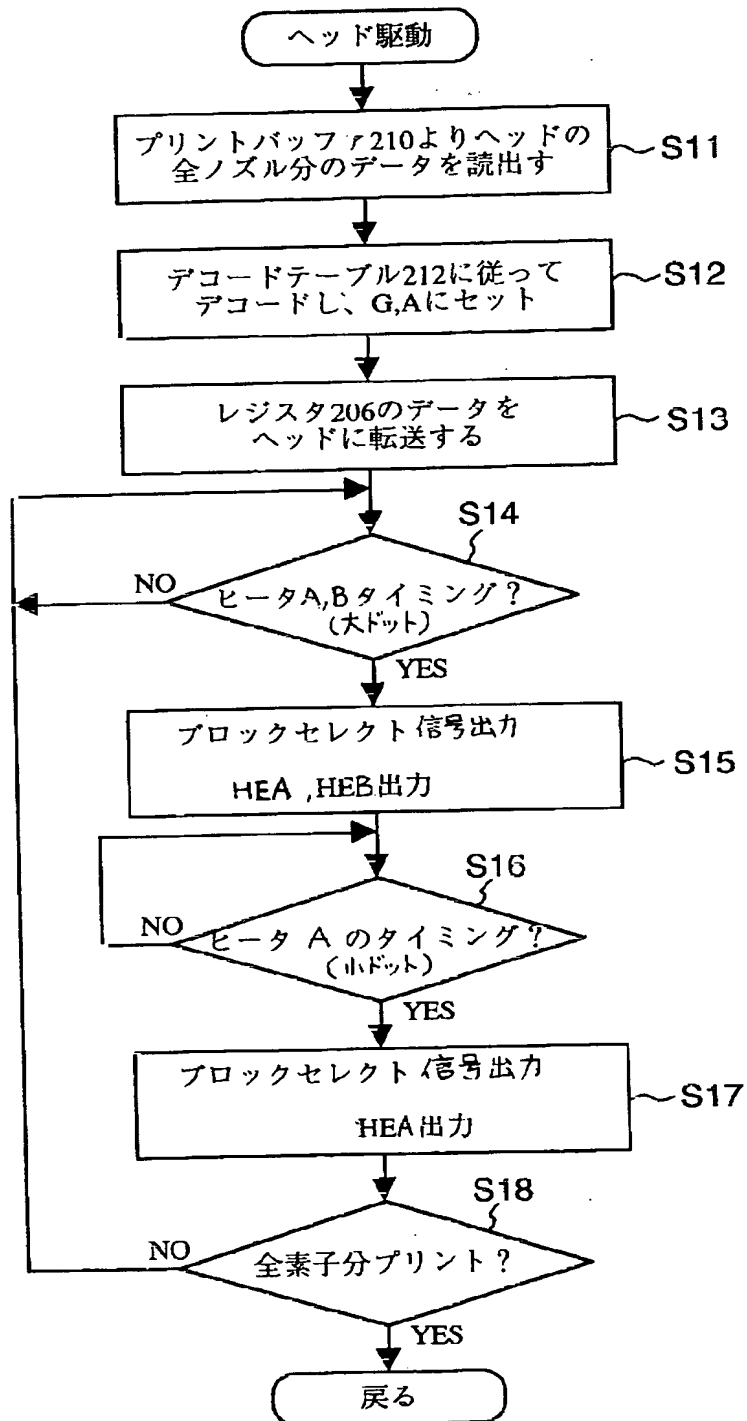 ヘッド駆動
プリントバッファ210よりヘッドの
全ノズル分のデータを読出す
S11
デコードテーブル212に従って
デコードし、G,Aにセット
S12
レジスタ206のデータを
ヘッドに転送する
S13
S14
NO
ヒータA,Bタイミング?
(大ドット)
YES
ブロックセレクト信号出力
HEA ,HEB出力
S15
S16
NO
ヒータ A のタイミング?
(小ドット)
YES
ブロックセレクト信号出力
HEA出力
S17
S18
NO
全素子分プリント?
YES
戻る